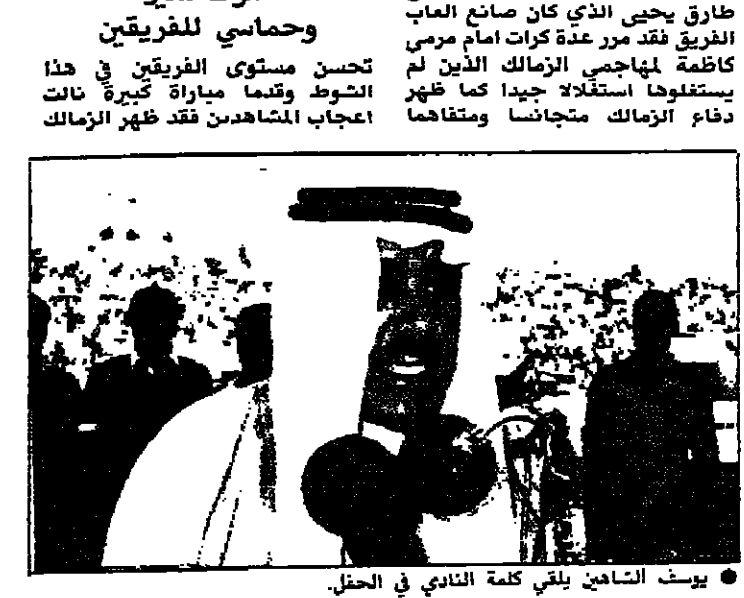 طارق يحيى الذي كان صانع العاب
الفريق فقد مرر عدة كرات امام مرمى
كاظمة لمهاجمي الزمالك الذين لم
يستغلوها استغلالا جيدا كما ظهر
دفاع الزمالك متجانسا ومتفاهما
وحماسي للفريقين
تحسن مستوى الفريقين في هذا
الشوط وقدما مباراة كبيرة نالت
اعجاب المشاهدين فقد ظهر الزمالك
● يوسف الشاهين يلقي كلمة النادي في الحفل.